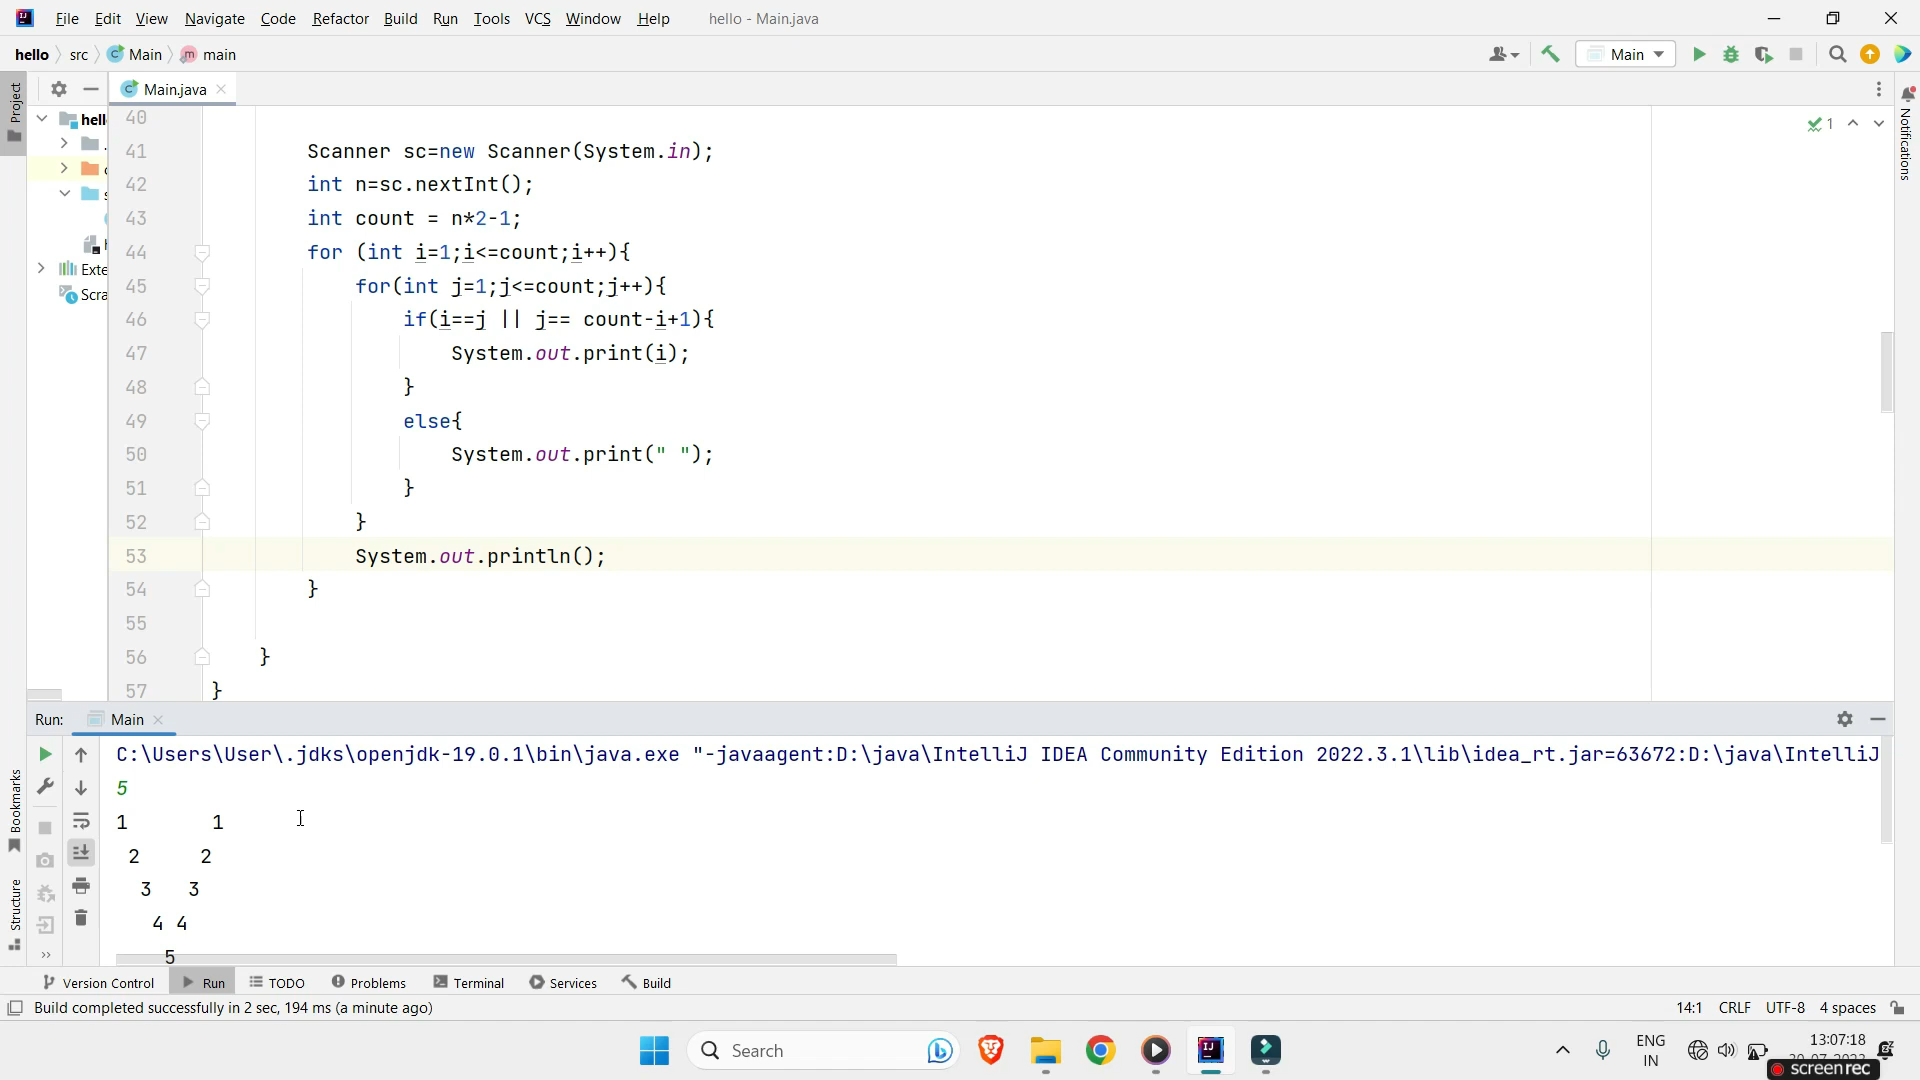 File Edit View Navigate Code Refactor Build Run Tools VCS Window Help hello - Main.java
hello src Main main
Main
Project
Main.java
Notifications
hell
Exte
Scra
1
40
41 Scanner sc=new Scanner(System.in);
42 int n=sc.nextInt();
43 int count = n*2-1;
44 for (int i=1;i<=count;i++){
45 for(int j=1;j<=count;j++){
46 if(i==j || j== count-i+1){
47 System.out.print(i);
48 }
49 else{
50 System.out.print(" ");
51 }
52 }
53 System.out.println();
54 }
55
56 }
57 }
Run: Main
C:\Users\User\.jdks\openjdk-19.0.1\bin\java.exe "-javaagent:D:\java\IntelliJ IDEA Community Edition 2022.3.1\lib\idea_rt.jar=63672:D:\java\IntelliJ
5
1 1
2 2
3 3
4 4
5
Bookmarks
Structure
Version Control Run TODO Problems Terminal Services Build
Build completed successfully in 2 sec, 194 ms (a minute ago) 14:1 CRLF UTF-8 4 spaces
Search
ENG
IN
13:07:18
screenrec